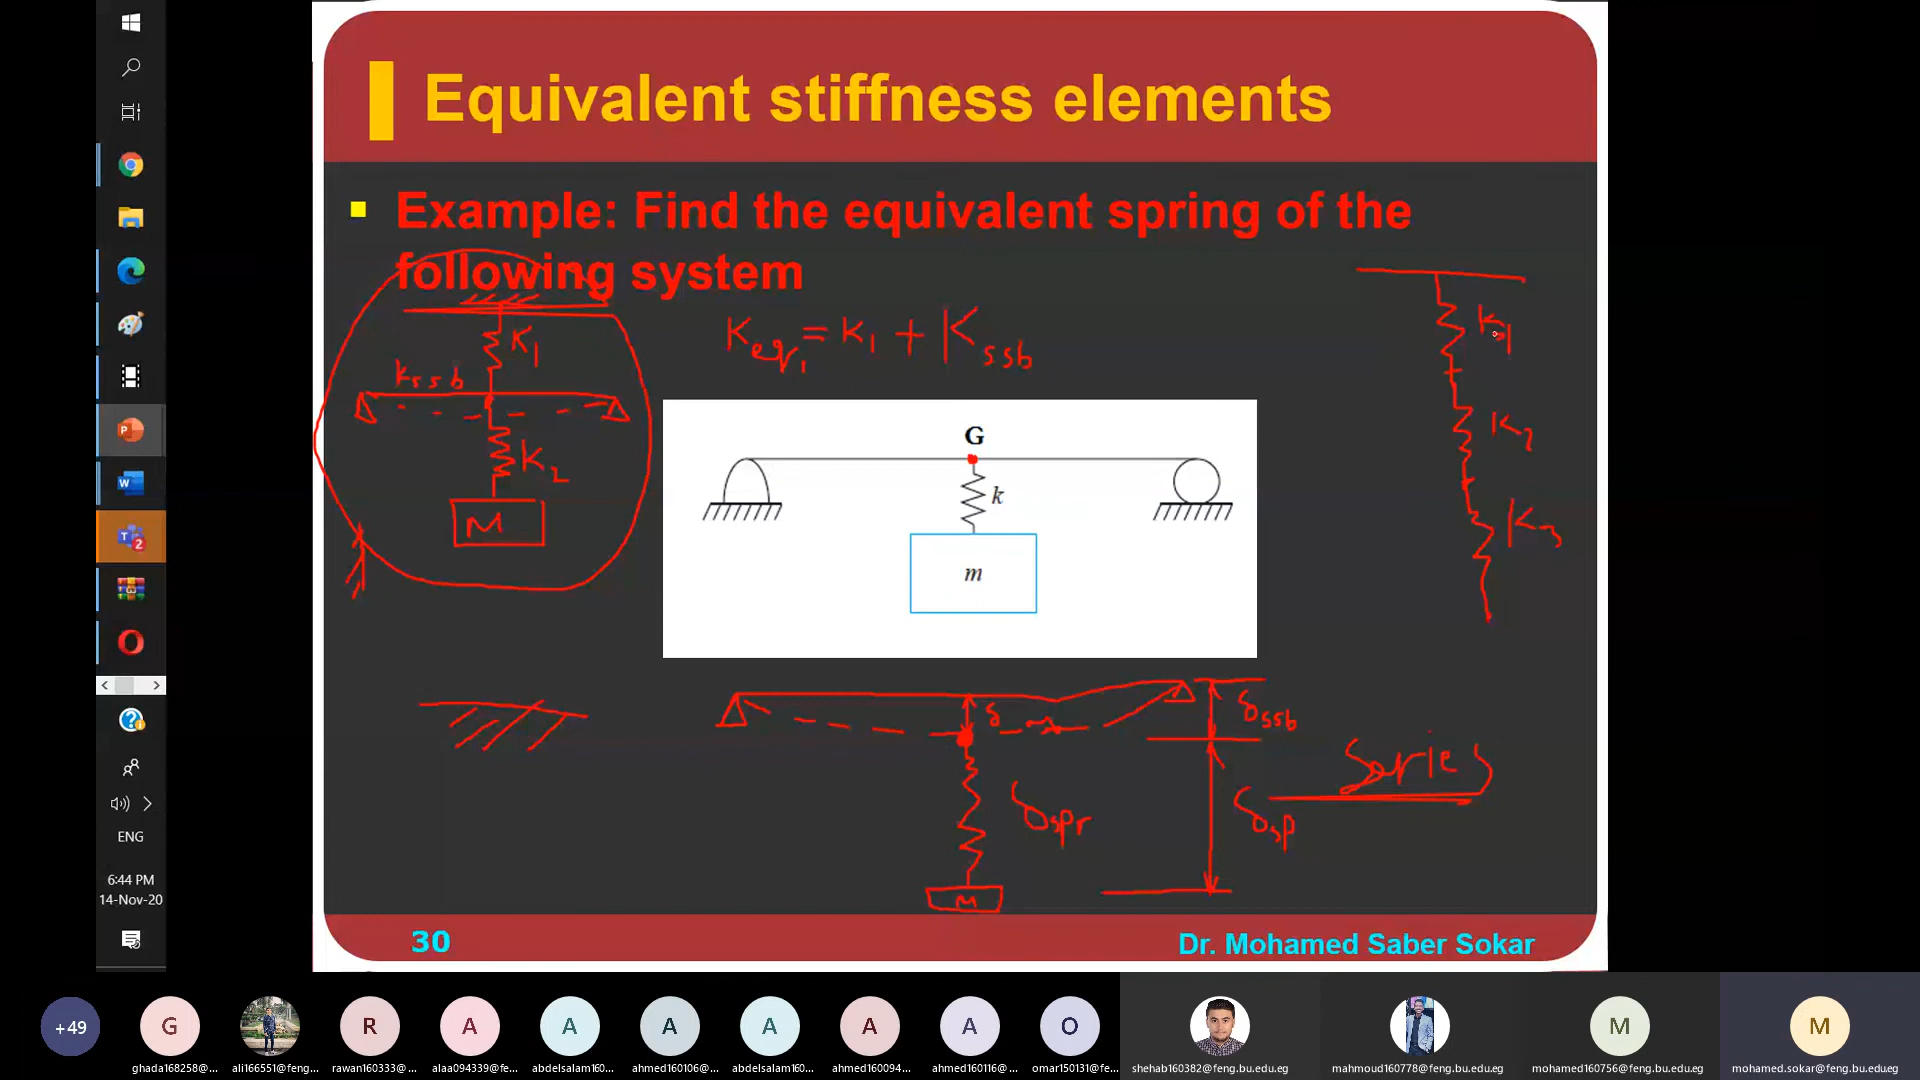 Equivalent stiffness elements
Example: Find the equivalent spring of the
following system
Keq1 = K1 + Kssb
K1
Kssb
K2
M
K1
K2
K3
G
k
m
δ
δssb
δspr
δsp
Series
M
30
Dr. Mohamed Saber Sokar
ENG
6:44 PM
14-Nov-20
2
+49
G
R
A
A
A
A
A
A
O
M
M
ghada168258@...
ali166551@feng...
rawan160333@...
alaa094339@fe...
abdelsalam160...
ahmed160106@...
abdelsalam160...
ahmed160094...
ahmed160116@...
omar150131@fe...
shehab160382@feng.bu.edu.eg
mahmoud160778@feng.bu.edu.eg
mohamed160756@feng.bu.edu.eg
mohamed.sokar@feng.bu.edu.eg